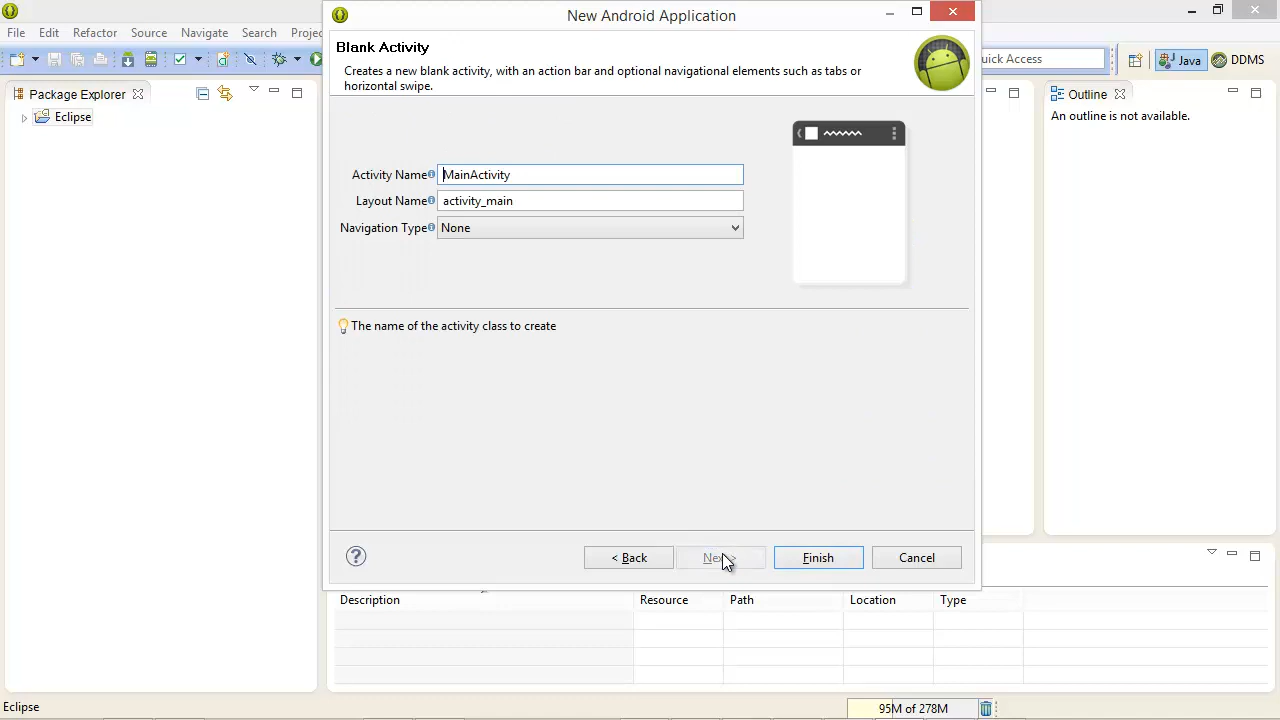 New Android Application
File Edit Refactor Source Navigate Search Projec
Blank Activity
Creates a new blank activity, with an action bar and optional navigational elements such as tabs or
horizontal swipe.
uick Access
Java
DDMS
Package Explorer
Eclipse
Outline
An outline is not available.
Activity Name MainActivity
Layout Name activity_main
Navigation Type None
The name of the activity class to create
< Back
Next >
Finish
Cancel
Description Resource Path Location Type
Eclipse
95M of 278M